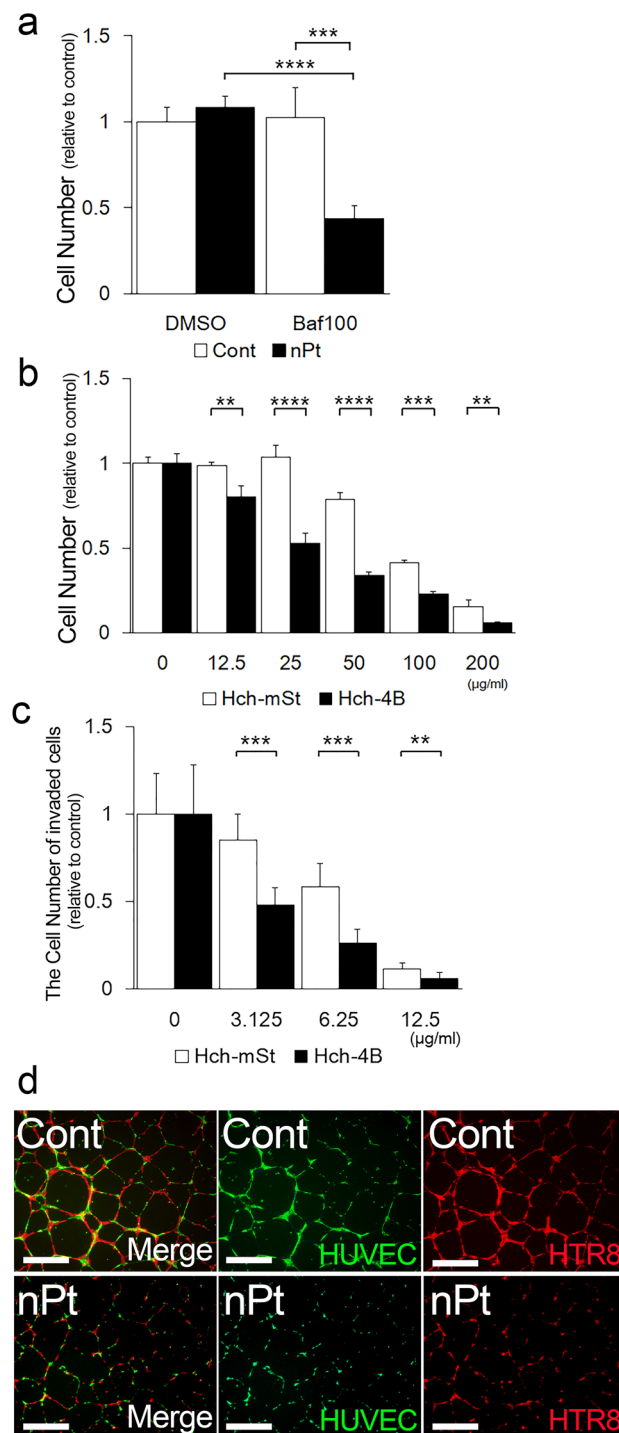 a
Cell Number (relative to control)
1.5
1
0.5
0
***
****
DMSO Baf100
Cont nPt
b
Cell Number (relative to control)
1.5
1
0.5
0
** **** **** *** **
0 12.5 25 50 100 200
(µg/ml)
Hch-mSt Hch-4B
c
The Cell Number of invaded cells
(relative to control)
1.5
1
0.5
0
*** *** **
0 3.125 6.25 12.5
(µg/ml)
Hch-mSt Hch-4B
d
Cont Cont Cont
Merge HUVEC HTR8
nPt nPt nPt
Merge HUVEC HTR8